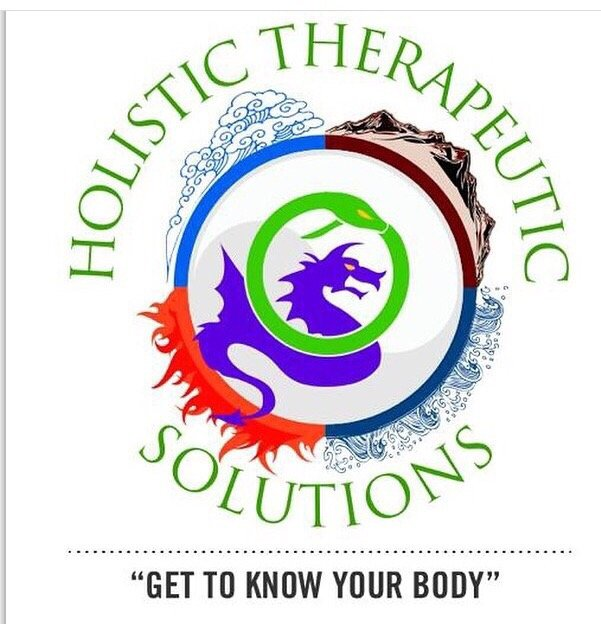 HOLISTIC THERAPEUTIC
SOLUTIONS
“GET TO KNOW YOUR BODY”